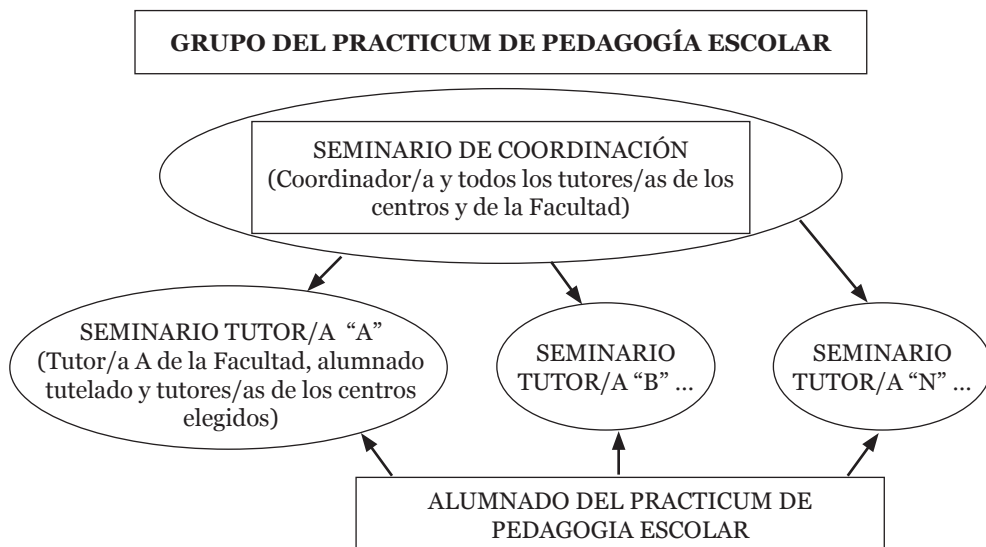 GRUPO DEL PRACTICUM DE PEDAGOGÍA ESCOLAR
SEMINARIO DE COORDINACIÓN
(Coordinador/a y todos los tutores/as de los
centros y de la Facultad)
SEMINARIO TUTOR/A “A”
(Tutor/a A de la Facultad, alumnado
tutelado y tutores/as de los centros
elegidos)
SEMINARIO
TUTOR/A “B” ...
SEMINARIO
TUTOR/A “N” ...
ALUMNADO DEL PRACTICUM DE
PEDAGOGIA ESCOLAR